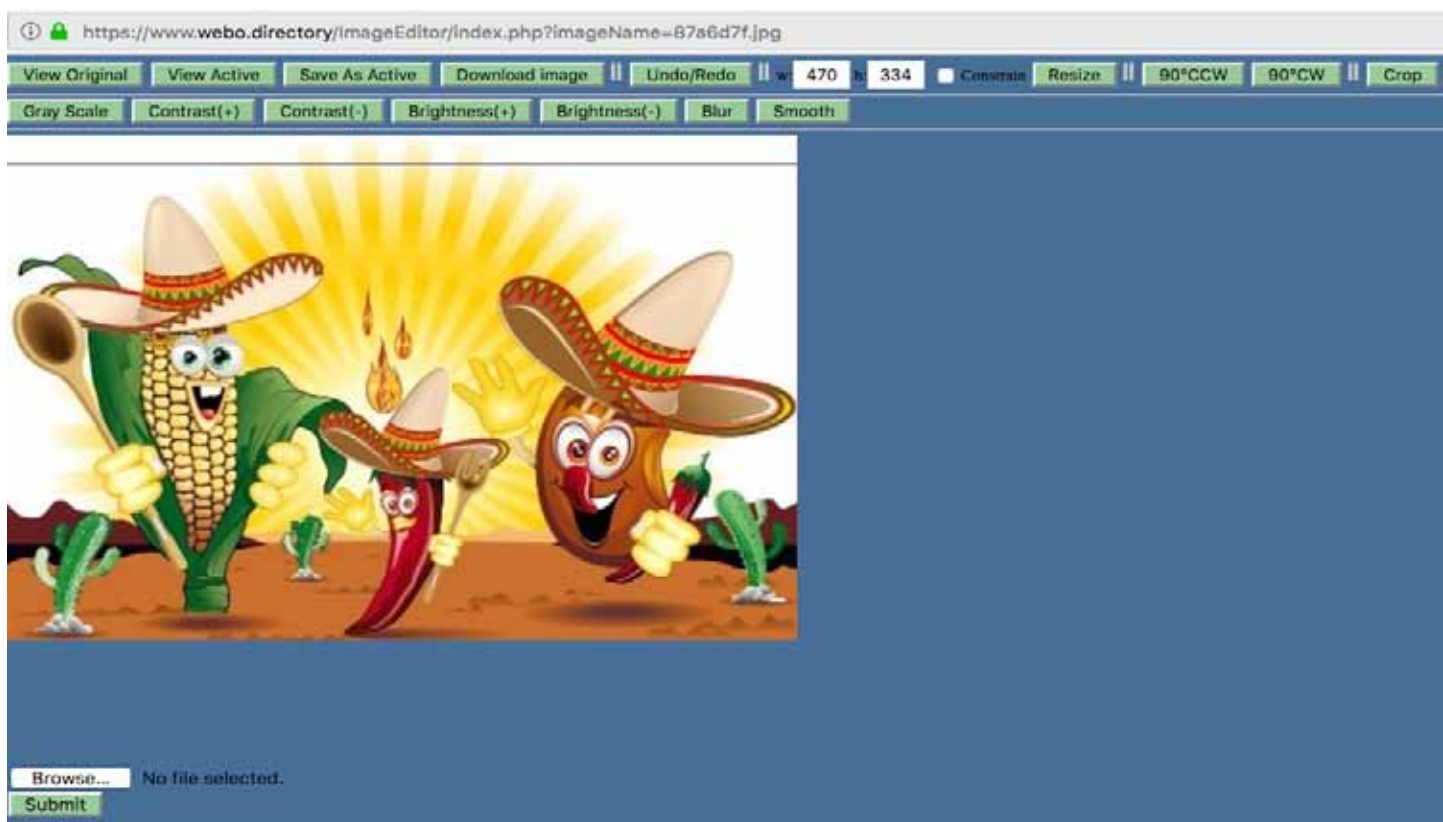 https://www.webo.directory/ImageEditor/index.php?imageName=87a6d7f.jpg
View Original View Active Save As Active Download image || Undo/Redo || w: 470 h: 334 Constrain Resize || 90°CCW 90°CW || Crop
Gray Scale Contrast(+) Contrast(-) Brightness(+) Brightness(-) Blur Smooth
Browse... No file selected.
Submit